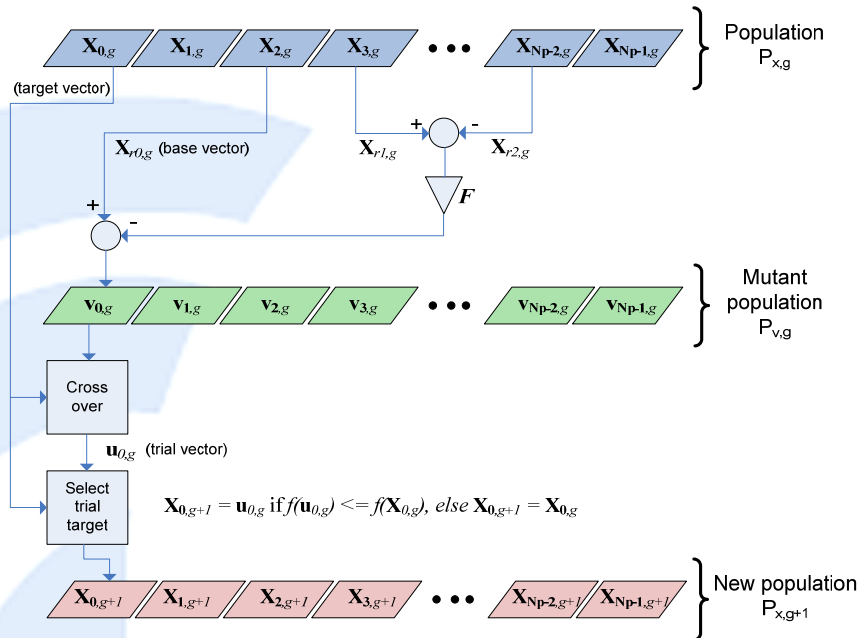 X0,g X1,g X2,g X3,g ••• XNp-2,g XNp-1,g
Population
Px,g
(target vector)
+ -
Xr0,g (base vector)
Xr1,g
Xr2,g
F
+ -
v0,g v1,g v2,g v3,g ••• vNp-2,g vNp-1,g
Mutant
population
Pv,g
Cross
over
u0,g (trial vector)
Select
trial
target
X0,g+1 = u0,g if f(u0,g) <= f(X0,g), else X0,g+1 = X0,g
X0,g+1 X1,g+1 X2,g+1 X3,g+1 ••• XNp-2,g+1 XNp-1,g+1
New population
Px,g+1